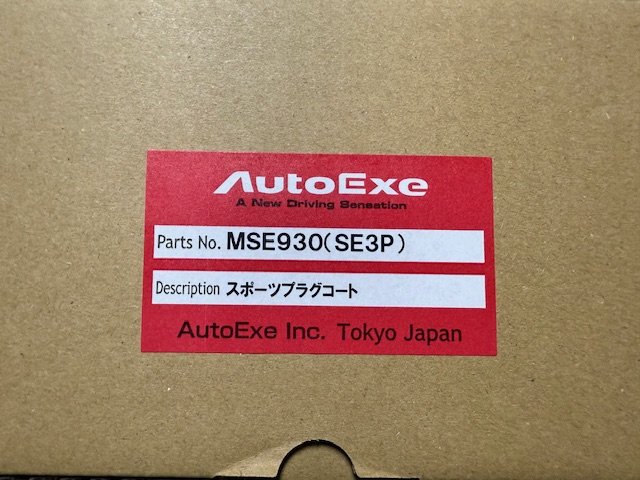 AutoExe
A New Driving Sensation
Parts No. MSE930(SE3P)
Description スポーツプラグコート
AutoExe Inc. Tokyo Japan